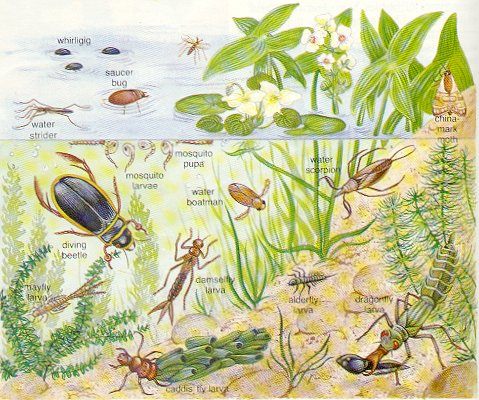 whirligig
saucer
bug
water
strider
china-
mark
moth
mosquito
larvae
mosquito
pupa
water
boatman
water
scorpion
diving
beetle
mayfly
larva
damselfly
larva
alderfly
larva
dragonfly
larva
caddis fly larva